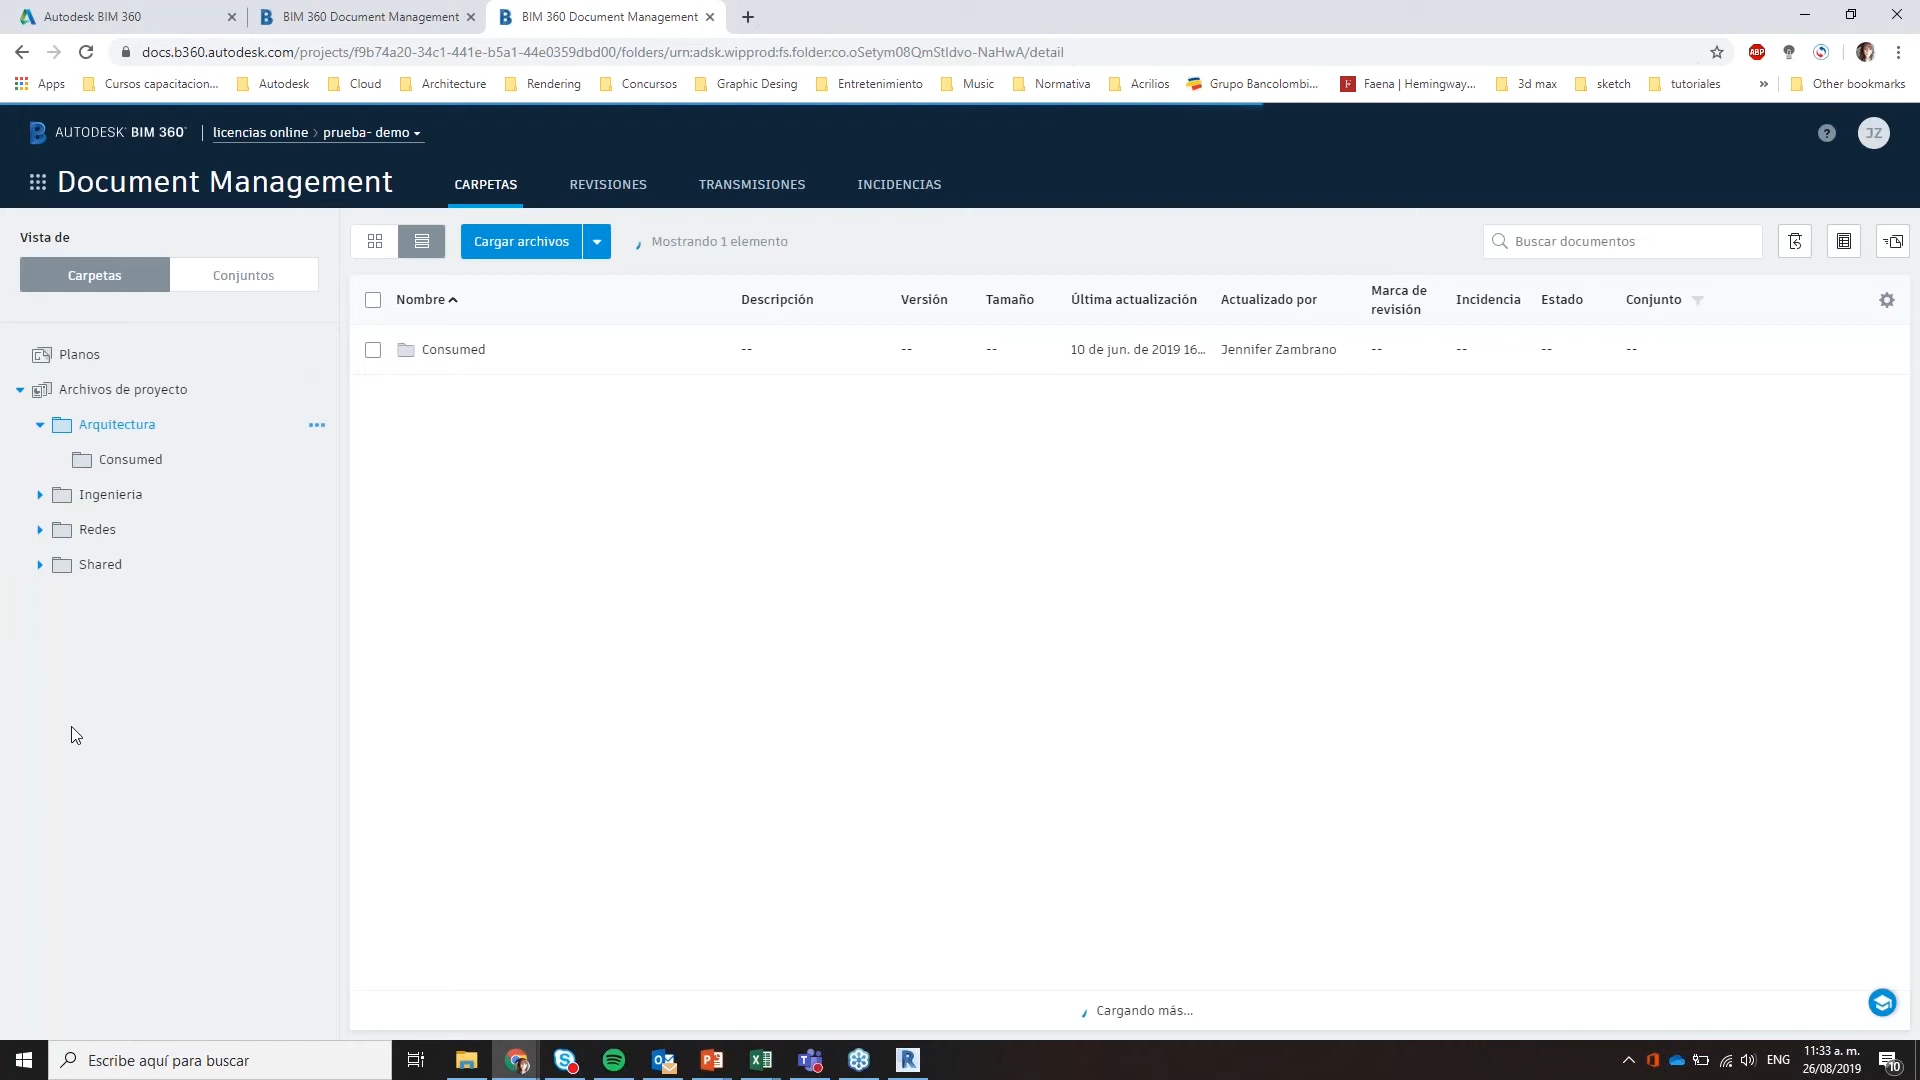 Autodesk BIM 360
BIM 360 Document Management
BIM 360 Document Management
docs.b360.autodesk.com/projects/f9b74a20-34c1-441e-b5a1-44e0359dbd00/folders/urn:adsk.wipprod:fs.folder:co.oSetym08QmStIdvo-NaHwA/detail
ABP
Apps
Cursos capacitacion...
Autodesk
Cloud
Architecture
Rendering
Concursos
Graphic Desing
Entretenimiento
Music
Normativa
Acrilios
Grupo Bancolombi...
Faena | Hemingway...
3d max
sketch
tutoriales
»
Other bookmarks
AUTODESK® BIM 360™
licencias online > prueba- demo
?
JZ
Document Management
CARPETAS
REVISIONES
TRANSMISIONES
INCIDENCIAS
Vista de
Carpetas
Conjuntos
Planos
Archivos de proyecto
Arquitectura
Consumed
Ingenieria
Redes
Shared
Cargar archivos
Mostrando 1 elemento
Buscar documentos
Nombre
Descripción
Versión
Tamaño
Última actualización
Actualizado por
Marca de
revisión
Incidencia
Estado
Conjunto
Consumed
--
--
--
10 de jun. de 2019 16...
Jennifer Zambrano
--
--
--
--
Cargando más...
Escribe aquí para buscar
ENG
11:33 a. m.
26/08/2019
10